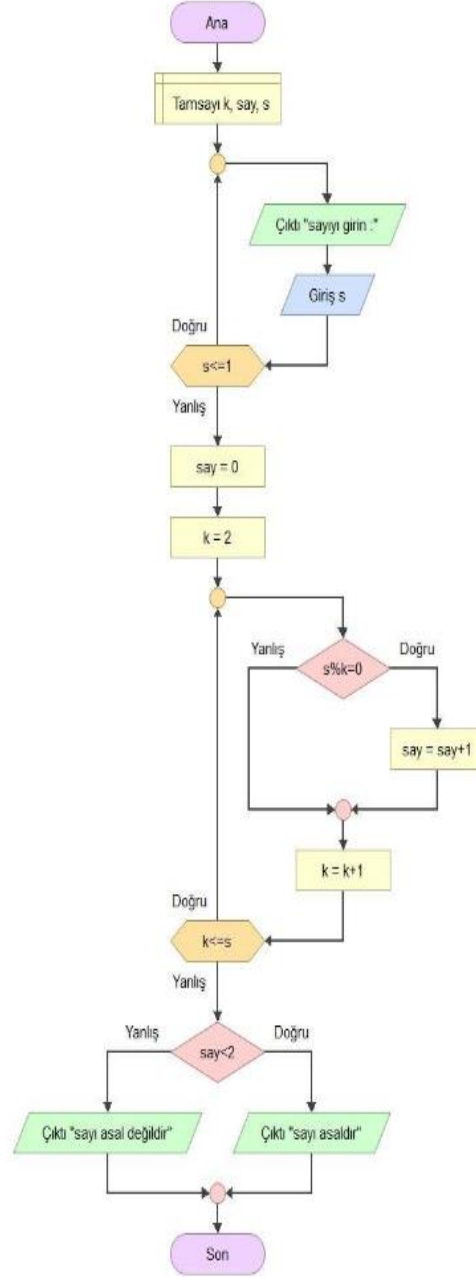 Ana
Tamsayı k, say, s
Çıktı "sayıyı girin :"
Giriş s
Doğru
s<=1
Yanlış
say = 0
k = 2
Yanlış
Doğru
s%k=0
say = say+1
k = k+1
Doğru
k<=s
Yanlış
Yanlış
Doğru
say<2
Çıktı "sayı asal değildir"
Çıktı "sayı asaldır"
Son